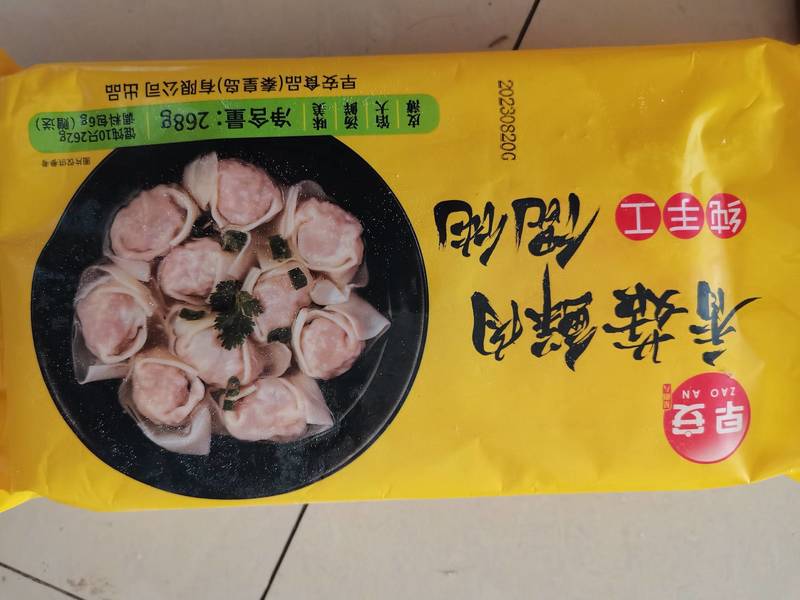 早安
ZAO AN
香菇鲜肉
馄饨
纯手工
20230820G
皮薄
馅大
汤鲜
味美
净含量：268g
馄饨10只262g
调料包6g（赠送）
早安食品(秦皇岛)有限公司 出品
图片仅供参考